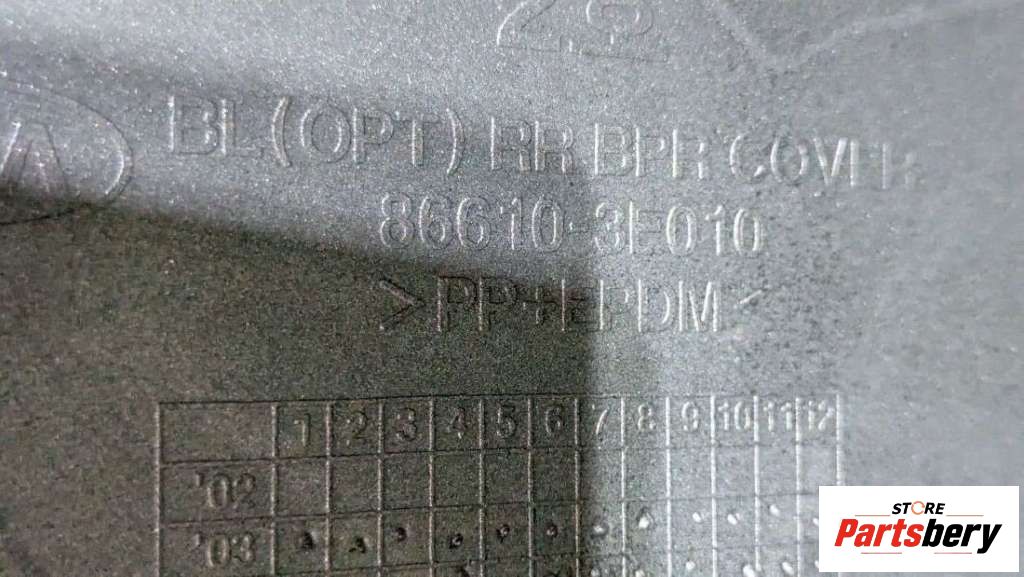 BL(OPT) RR BPR COVER
86610-3E010
>PP+EPDM<
1 2 3 4 5 6 7 8 9 10 11 12
'02
'03
STORE
Partsbery